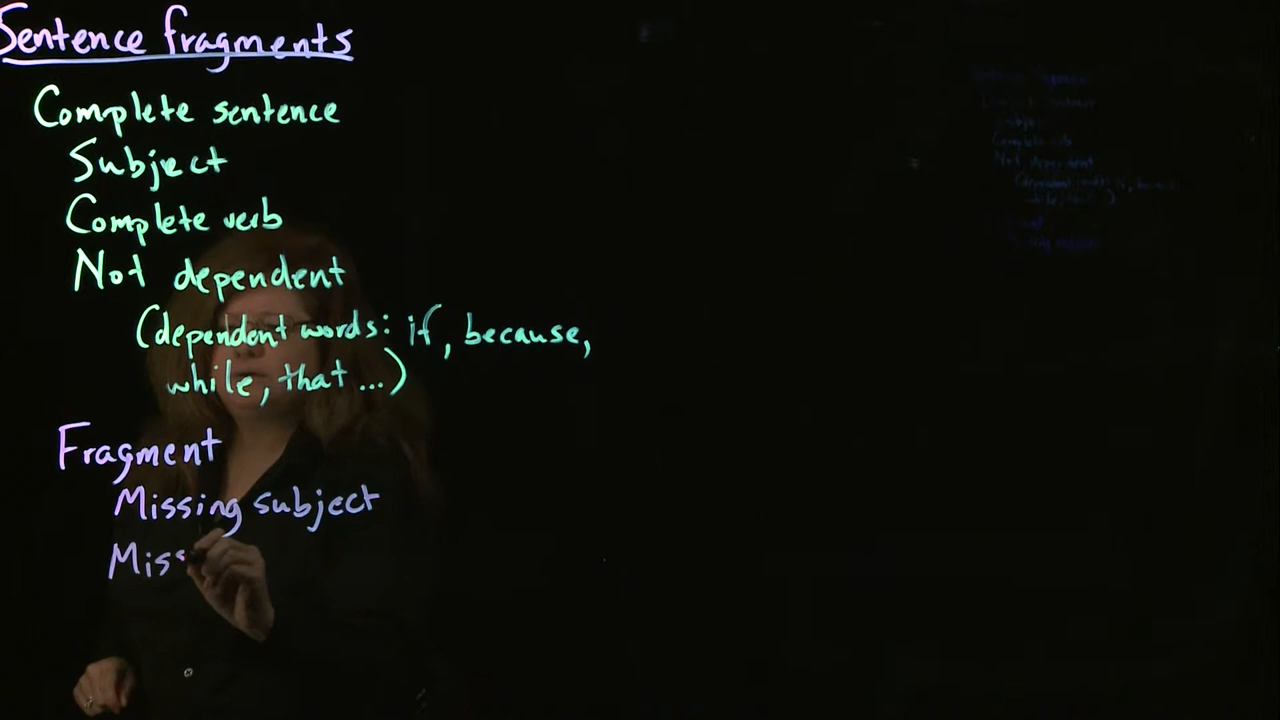 Sentence fragments
Complete sentence
Subject
Complete verb
Not dependent
(dependent words: if, because,
while, that ...)
Fragment
Missing subject
Miss